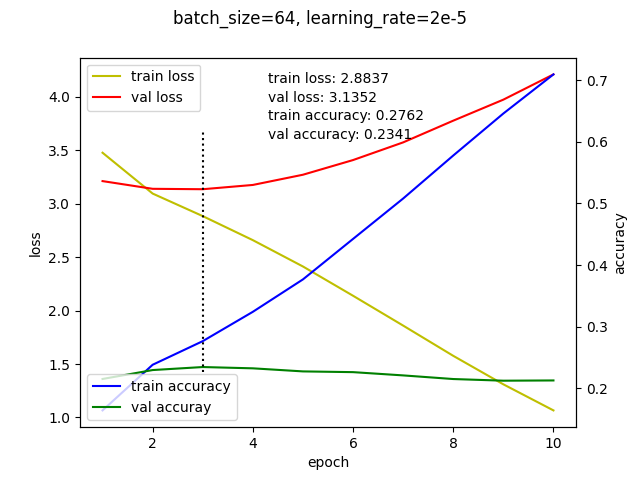 batch_size=64, learning_rate=2e-5
train loss
val loss
train loss: 2.8837
val loss: 3.1352
train accuracy: 0.2762
val accuracy: 0.2341
4.0
3.5
3.0
2.5
2.0
1.5
1.0
loss
0.7
0.6
0.5
0.4
0.3
0.2
accuracy
train accuracy
val accuray
2
4
6
8
10
epoch